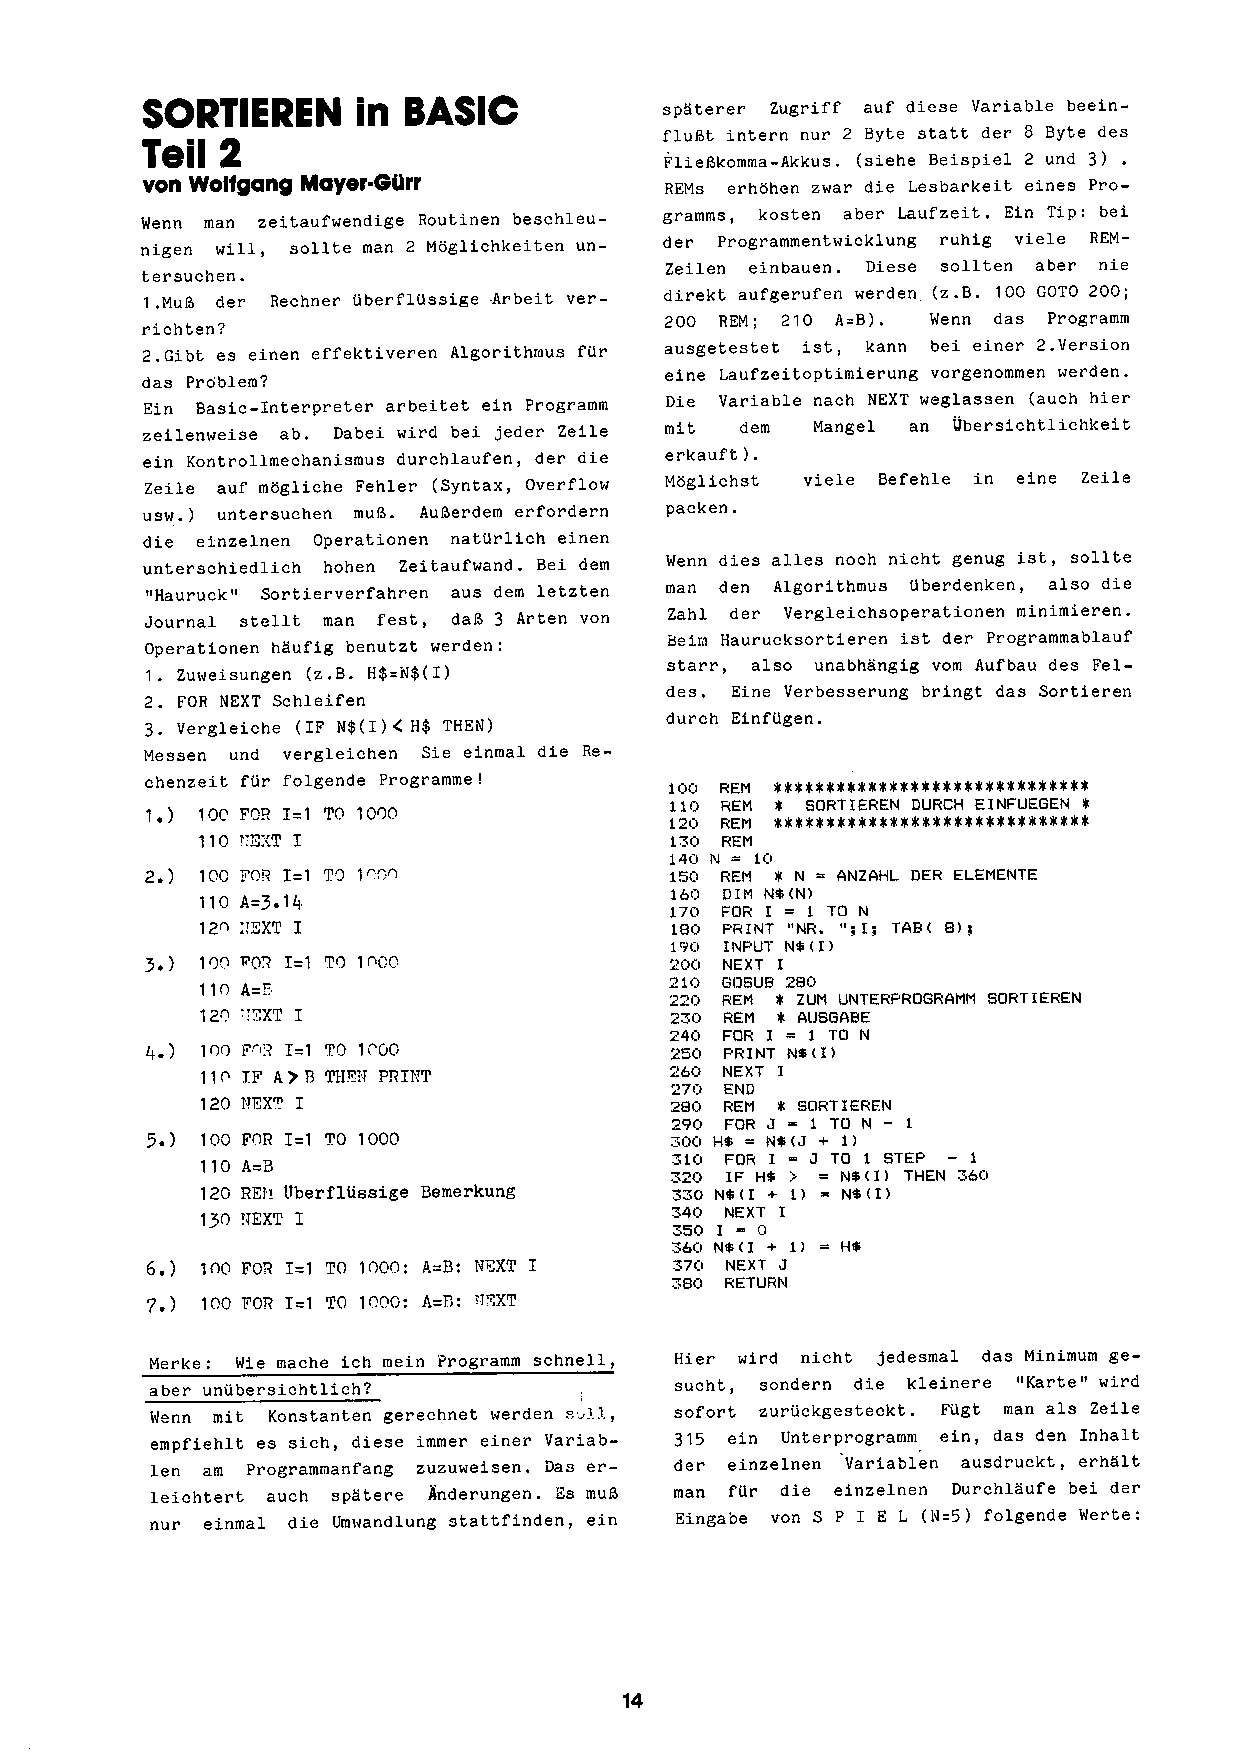 SORTIEREN in BASIC
Teil 2
von Wolfgang Mayer-Gürr
Wenn man zeitaufwendige Routinen beschleu-
nigen will, sollte man 2 Möglichkeiten un-
tersuchen.
1.Muß der Rechner überflüssige Arbeit ver-
richten?
2.Gibt es einen effektiveren Algorithmus für
das Problem?
Ein Basic-Interpreter arbeitet ein Programm
zeilenweise ab. Dabei wird bei jeder Zeile
ein Kontrollmechanismus durchlaufen, der die
Zeile auf mögliche Fehler (Syntax, Overflow
usw.) untersuchen muß. Außerdem erfordern
die einzelnen Operationen natürlich einen
unterschiedlich hohen Zeitaufwand. Bei dem
"Hauruck" Sortierverfahren aus dem letzten
Journal stellt man fest, daß 3 Arten von
Operationen häufig benutzt werden:
1. Zuweisungen (z.B. H$=N$(I)
2. FOR NEXT Schleifen
3. Vergleiche (IF N$(I)< H$ THEN)
Messen und vergleichen Sie einmal die Re-
chenzeit für folgende Programme!
1.) 100 FOR I=1 TO 1000
110 NEXT I
2.) 100 FOR I=1 TO 1000
110 A=3.14
120 NEXT I
3.) 100 FOR I=1 TO 1000
110 A=B
120 NEXT I
4.) 100 FOR I=1 TO 1000
110 IF A> B THEN PRINT
120 NEXT I
5.) 100 FOR I=1 TO 1000
110 A=B
120 REM Überflüssige Bemerkung
130 NEXT I
6.) 100 FOR I=1 TO 1000: A=B: NEXT I
7.) 100 FOR I=1 TO 1000: A=B: NEXT
Merke: Wie mache ich mein Programm schnell,
aber unübersichtlich?
Wenn mit Konstanten gerechnet werden soll,
empfiehlt es sich, diese immer einer Variab-
len am Programmanfang zuzuweisen. Das er-
leichtert auch spätere Änderungen. Es muß
nur einmal die Umwandlung stattfinden, ein
späterer Zugriff auf diese Variable beein-
flußt intern nur 2 Byte statt der 8 Byte des
Fließkomma-Akkus. (siehe Beispiel 2 und 3) .
REMs erhöhen zwar die Lesbarkeit eines Pro-
gramms, kosten aber Laufzeit. Ein Tip: bei
der Programmentwicklung ruhig viele REM-
Zeilen einbauen. Diese sollten aber nie
direkt aufgerufen werden (z.B. 100 GOTO 200;
200 REM; 210 A=B). Wenn das Programm
ausgetestet ist, kann bei einer 2.Version
eine Laufzeitoptimierung vorgenommen werden.
Die Variable nach NEXT weglassen (auch hier
mit dem Mangel an Übersichtlichkeit
erkauft).
Möglichst viele Befehle in eine Zeile
packen.
Wenn dies alles noch nicht genug ist, sollte
man den Algorithmus überdenken, also die
Zahl der Vergleichsoperationen minimieren.
Beim Haurucksortieren ist der Programmablauf
starr, also unabhängig vom Aufbau des Fel-
des. Eine Verbesserung bringt das Sortieren
durch Einfügen.
100 REM ******************************
110 REM * SORTIEREN DURCH EINFUEGEN *
120 REM ******************************
130 REM
140 N = 10
150 REM * N = ANZAHL DER ELEMENTE
160 DIM N$(N)
170 FOR I = 1 TO N
180 PRINT "NR. ";I; TAB( 8);
190 INPUT N$(I)
200 NEXT I
210 GOSUB 280
220 REM * ZUM UNTERPROGRAMM SORTIEREN
230 REM * AUSGABE
240 FOR I = 1 TO N
250 PRINT N$(I)
260 NEXT I
270 END
280 REM * SORTIEREN
290 FOR J = 1 TO N - 1
300 H$ = N$(J + 1)
310 FOR I = J TO 1 STEP - 1
320 IF H$ > = N$(I) THEN 360
330 N$(I + 1) = N$(I)
340 NEXT I
350 I = 0
360 N$(I + 1) = H$
370 NEXT J
380 RETURN
Hier wird nicht jedesmal das Minimum ge-
sucht, sondern die kleinere "Karte" wird
sofort zurückgesteckt. Fügt man als Zeile
315 ein Unterprogramm ein, das den Inhalt
der einzelnen Variablen ausdruckt, erhält
man für die einzelnen Durchläufe bei der
Eingabe von S P I E L (N=5) folgende Werte:
14